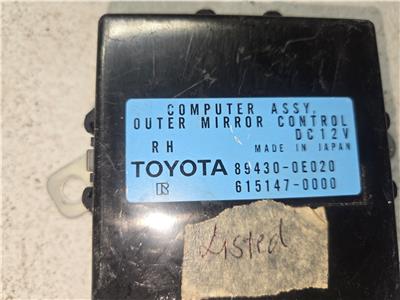 COMPUTER ASSY,
OUTER MIRROR CONTROL
DC12V
RH MADE IN JAPAN
TOYOTA 89430-0E020
R 615147-0000
Listed